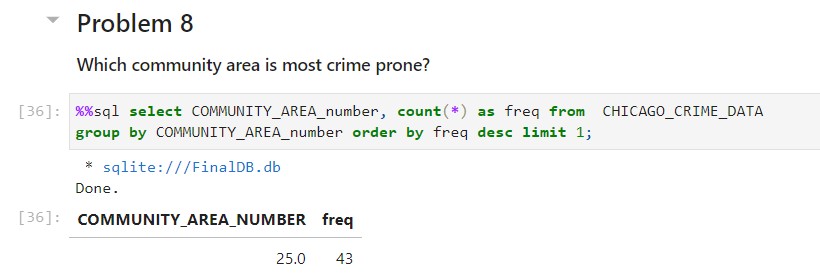 Problem 8
Which community area is most crime prone?
[36]: %%sql select COMMUNITY_AREA_number, count(*) as freq from  CHICAGO_CRIME_DATA
group by COMMUNITY_AREA_number order by freq desc limit 1;
* sqlite:///FinalDB.db
Done.
[36]: COMMUNITY_AREA_NUMBER freq
25.0 43